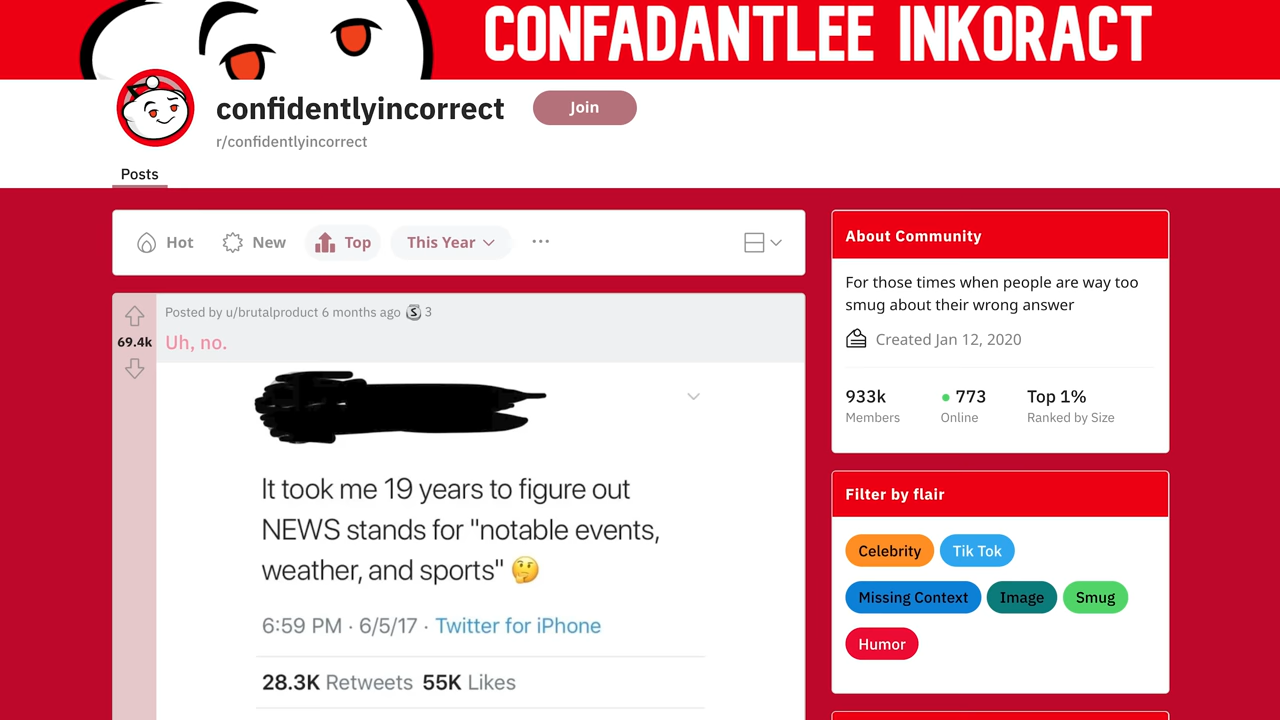 CONFADANTLEE INKORACT
confidentlyincorrect
Join
r/confidentlyincorrect
Posts
Hot
New
Top
This Year
...
Posted by u/brutalproduct 6 months ago
3
69.4k
Uh, no.
It took me 19 years to figure out
NEWS stands for "notable events,
weather, and sports" 🤔
6:59 PM · 6/5/17 · Twitter for iPhone
28.3K Retweets 55K Likes
About Community
For those times when people are way too
smug about their wrong answer
Created Jan 12, 2020
933k
773
Top 1%
Members
Online
Ranked by Size
Filter by flair
Celebrity
Tik Tok
Missing Context
Image
Smug
Humor